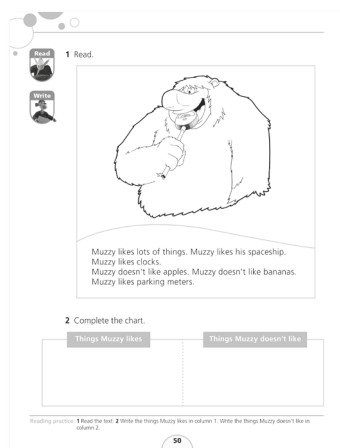 Read
1 Read.
Write
Muzzy likes lots of things. Muzzy likes his spaceship.
Muzzy likes clocks.
Muzzy doesn't like apples. Muzzy doesn't like bananas.
Muzzy likes parking meters.
2 Complete the chart.
Things Muzzy likes
Things Muzzy doesn't like
Reading practise. 1 Read the text. 2 Write the things Muzzy likes in column 1. Write the things Muzzy doesn't like in
column 2.
50